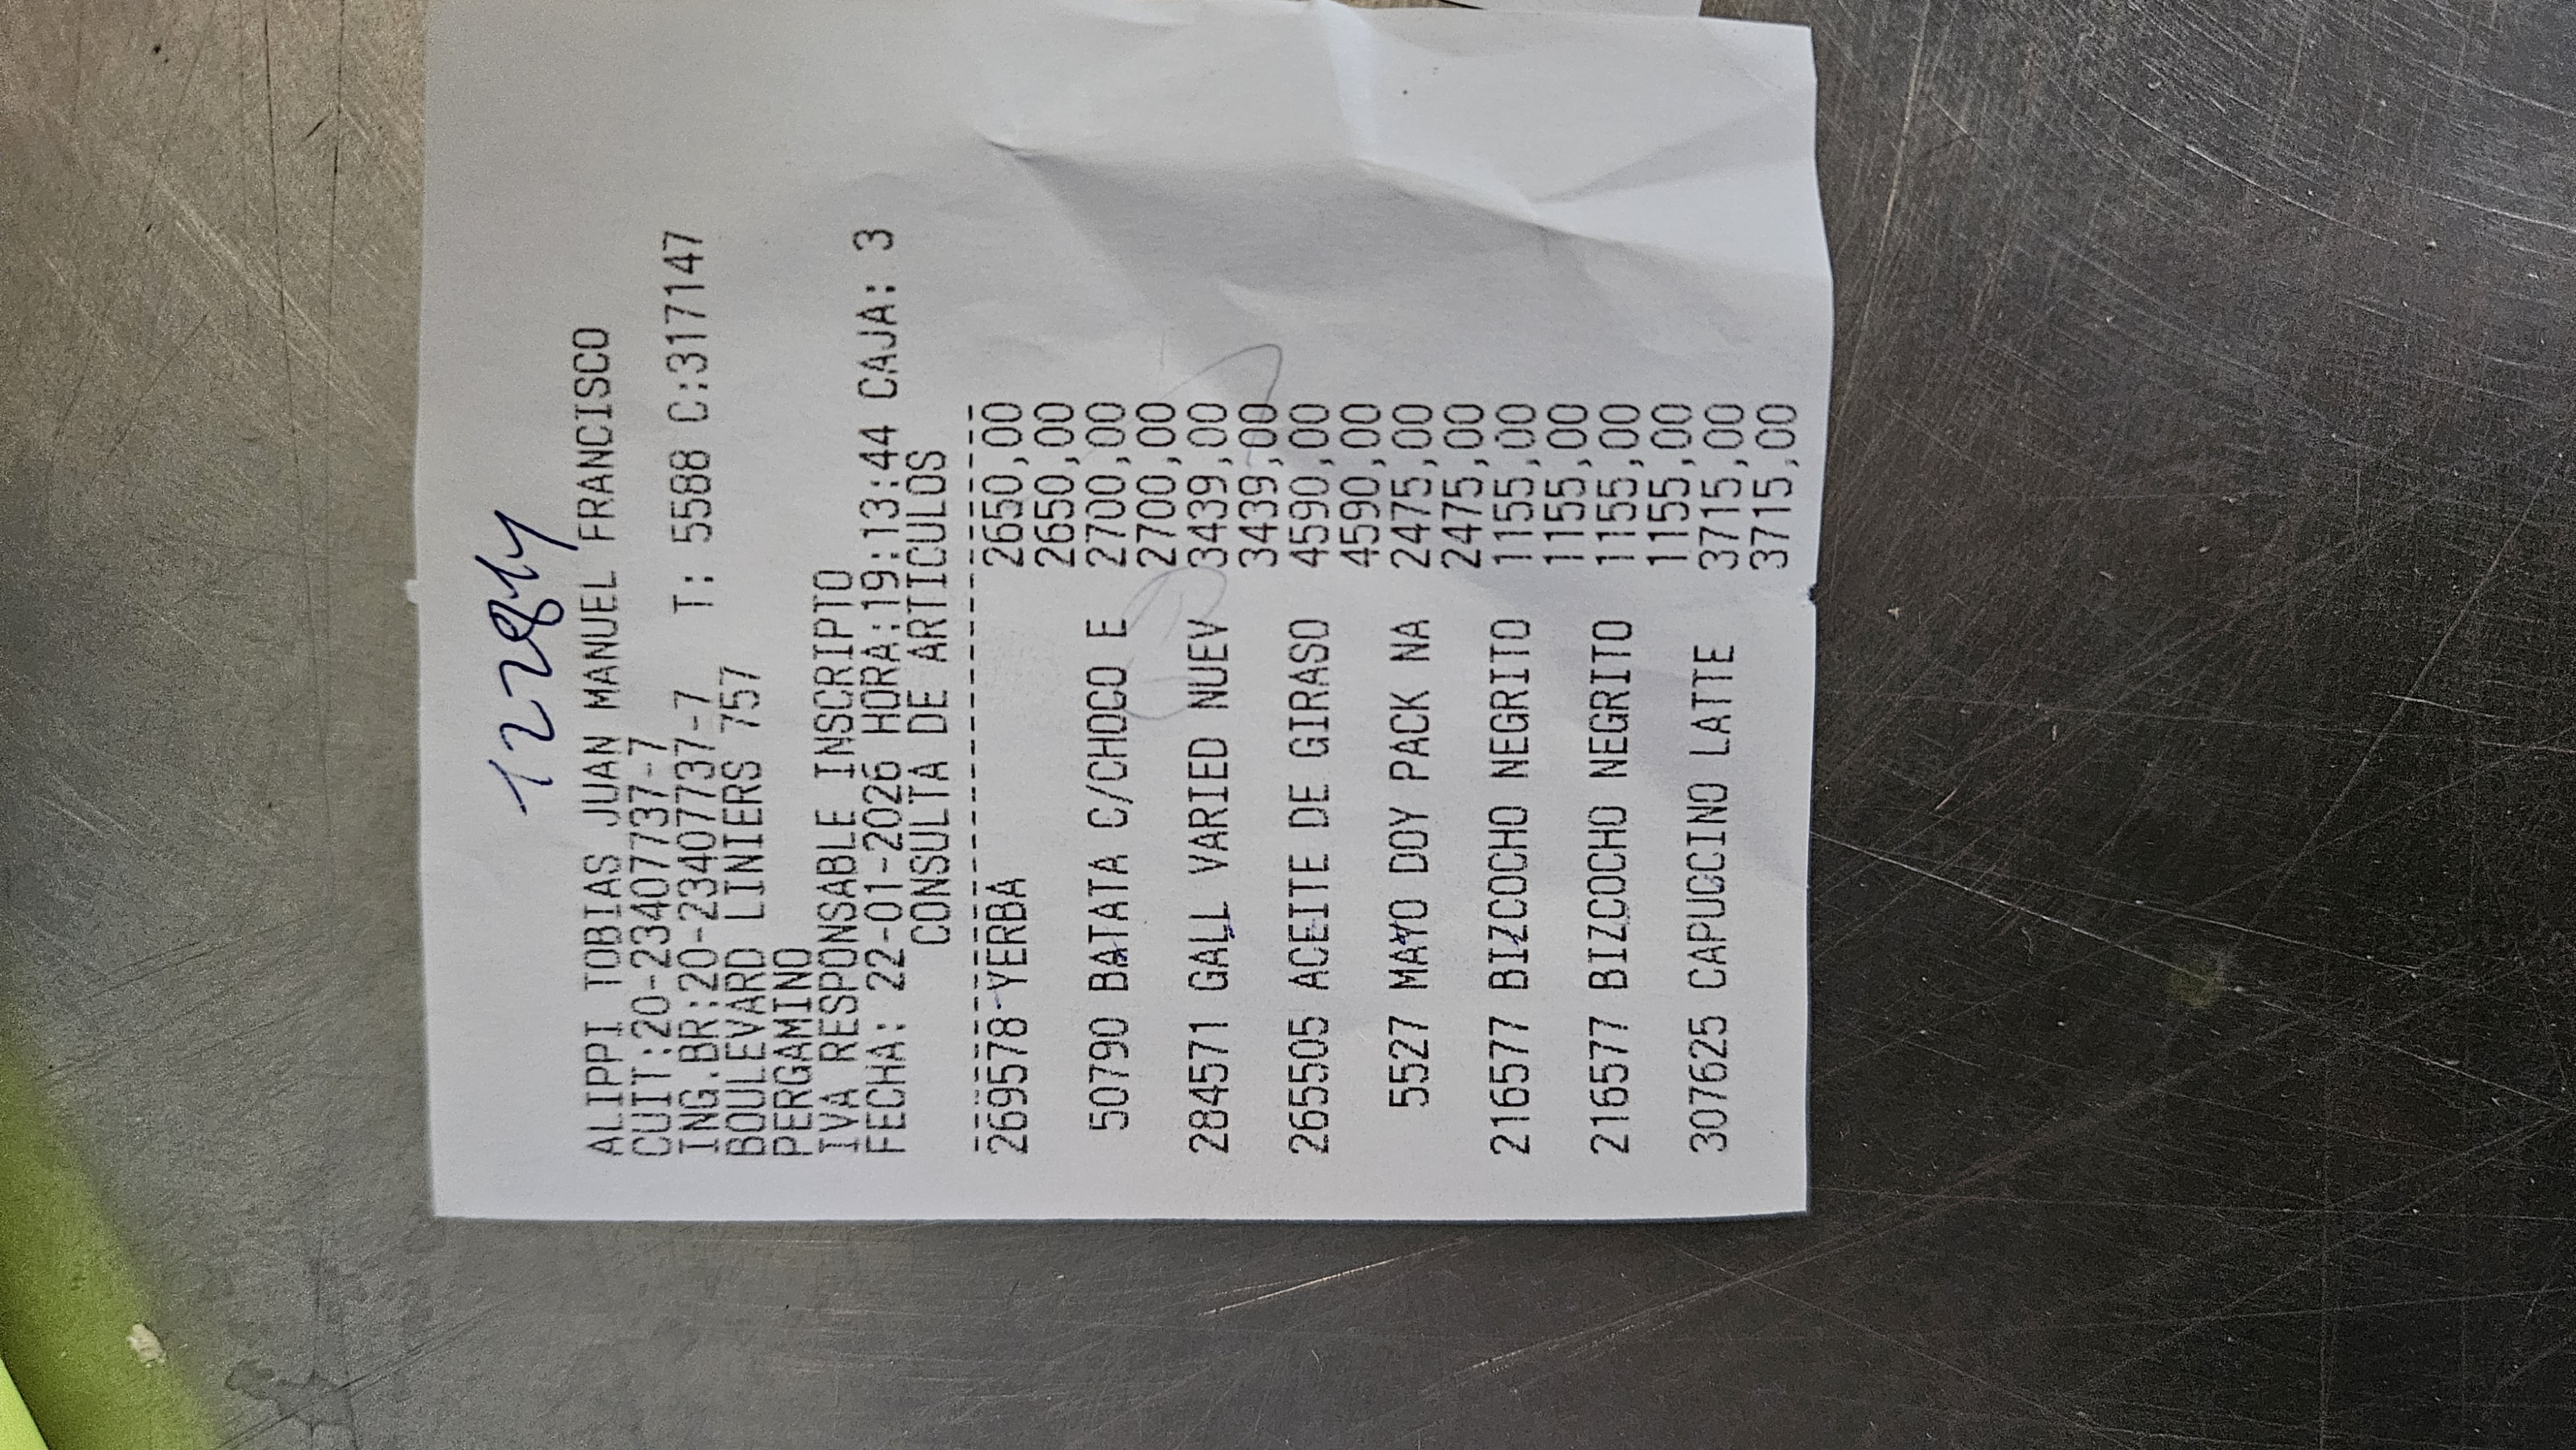 ALIPPI TOBIAS JUAN MANUEL FRANCISCO
CUIT:20-23407737-7
ING.BR:20-23407737-7 T: 5588 C:317147
BOULEVARD LINIERS 757
PERGAMINO
IVA RESPONSABLE INSCRIPTO
FECHA: 22-01-2026 HORA:19:13:44 CAJA: 3
CONSULTA DE ARTICULOS
269578 YERBA 2650,00
2650,00
50790 BATATA C/CHOCO E 2700,00
2700,00
284571 GALL VARIED NUEV 3439,00
3439,00
265505 ACEITE DE GIRASO 4590,00
4590,00
5527 MAYO DOY PACK NA 2475,00
2475,00
216577 BIZCOCHO NEGRITO 1155,00
1155,00
216577 BIZCOCHO NEGRITO 1155,00
1155,00
307625 CAPUCCINO LATTE 3715,00
3715,00